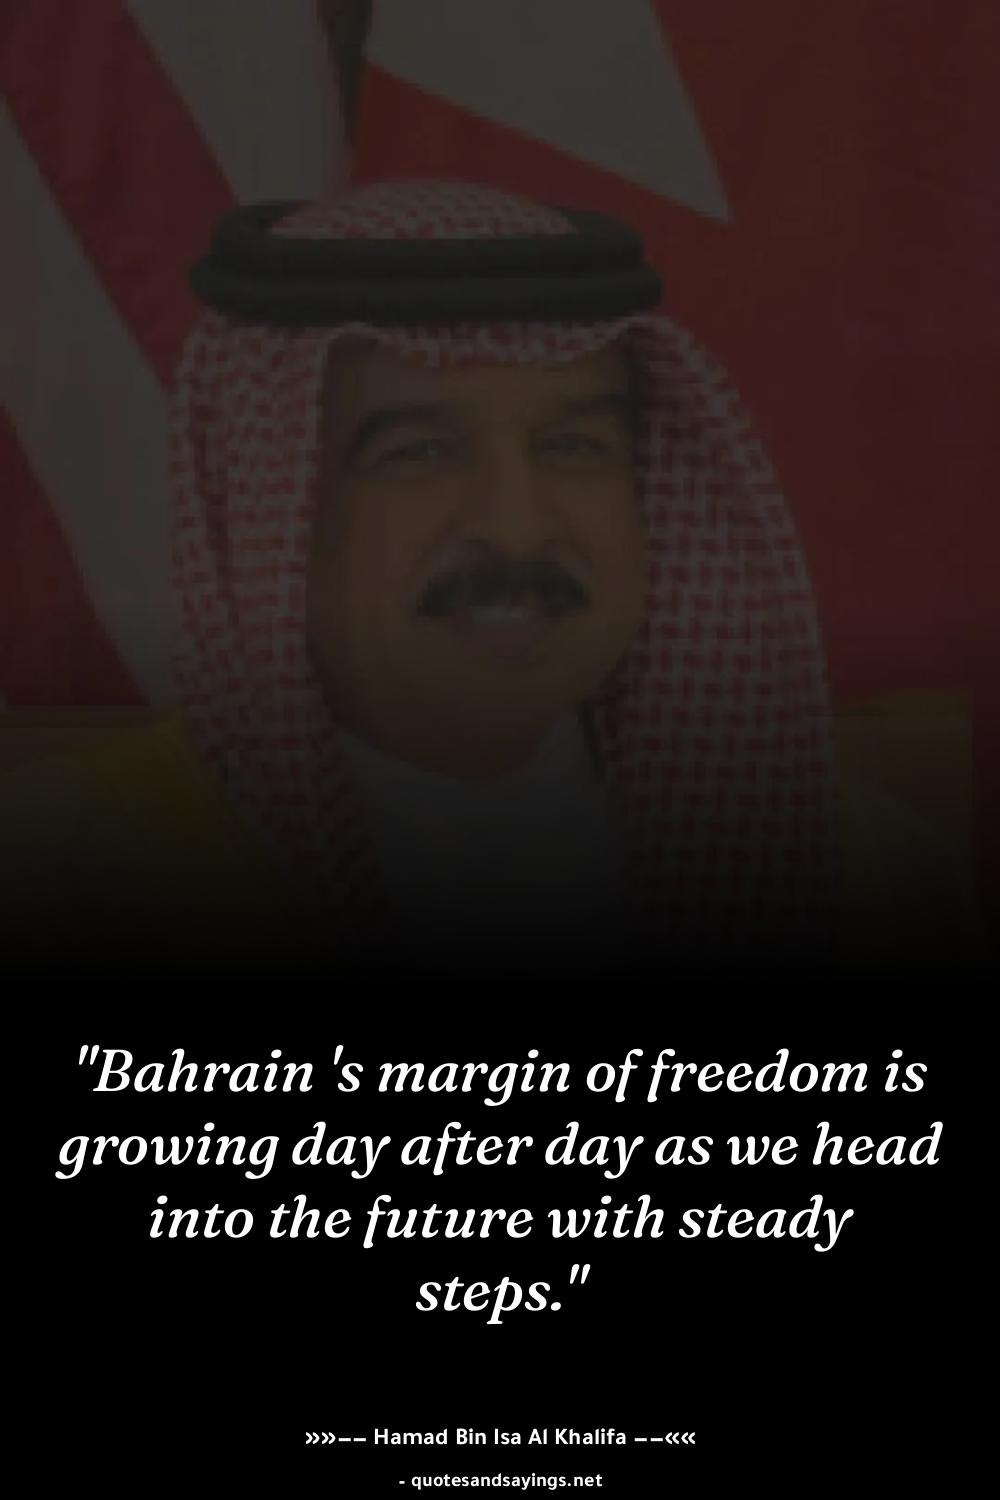 "Bahrain 's margin of freedom is
growing day after day as we head
into the future with steady
steps."
»»−− Hamad Bin Isa Al Khalifa −−««
- quotesandsayings.net